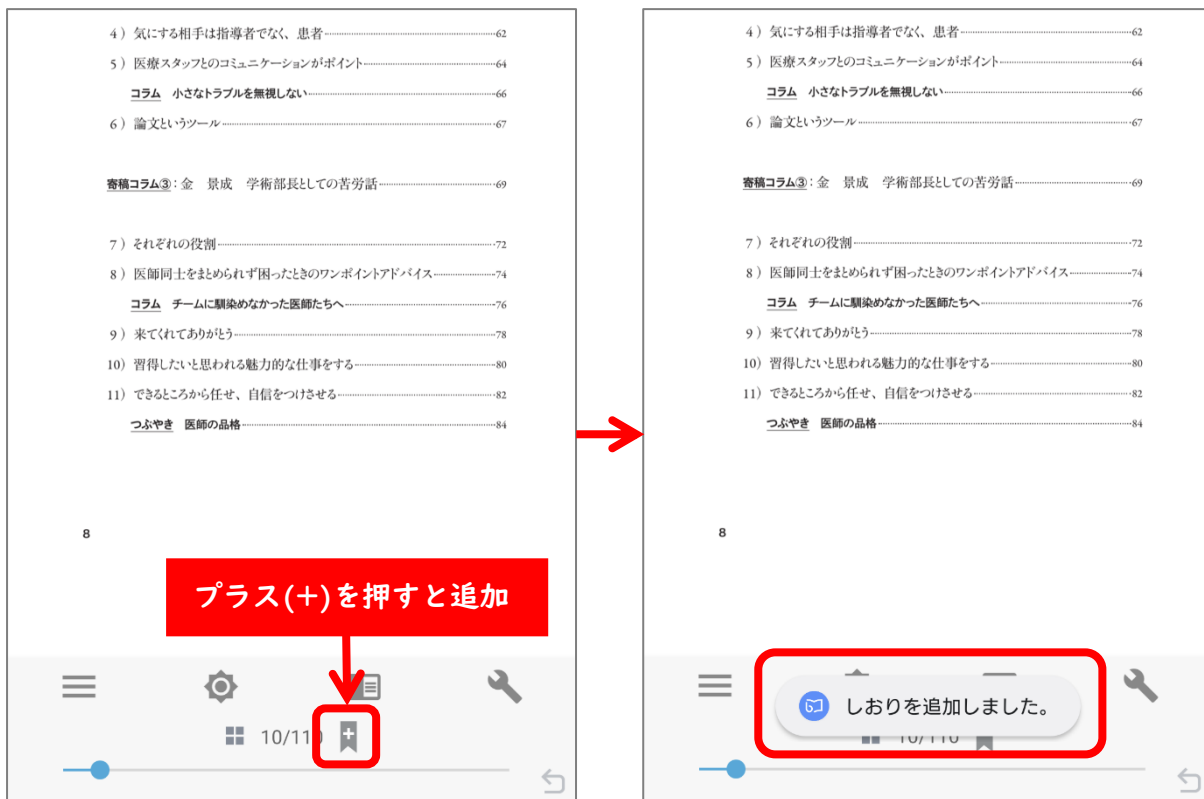 4）気にする相手は指導者でなく、患者 62
5）医療スタッフとのコミュニケーションがポイント 64
コラム 小さなトラブルを無視しない 66
6）論文というツール 67
寄稿コラム③：金 景成 学術部長としての苦労話 69
7）それぞれの役割 72
8）医師同士をまとめられず困ったときのワンポイントアドバイス 74
コラム チームに馴染めなかった医師たちへ 76
9）来てくれてありがとう 78
10）習得したいと思われる魅力的な仕事をする 80
11）できるところから任せ、自信をつけさせる 82
つぶやき 医師の品格 84
8
プラス(+)を押すと追加
10/110
4）気にする相手は指導者でなく、患者 62
5）医療スタッフとのコミュニケーションがポイント 64
コラム 小さなトラブルを無視しない 66
6）論文というツール 67
寄稿コラム③：金 景成 学術部長としての苦労話 69
7）それぞれの役割 72
8）医師同士をまとめられず困ったときのワンポイントアドバイス 74
コラム チームに馴染めなかった医師たちへ 76
9）来てくれてありがとう 78
10）習得したいと思われる魅力的な仕事をする 80
11）できるところから任せ、自信をつけさせる 82
つぶやき 医師の品格 84
8
しおりを追加しました。
10/110